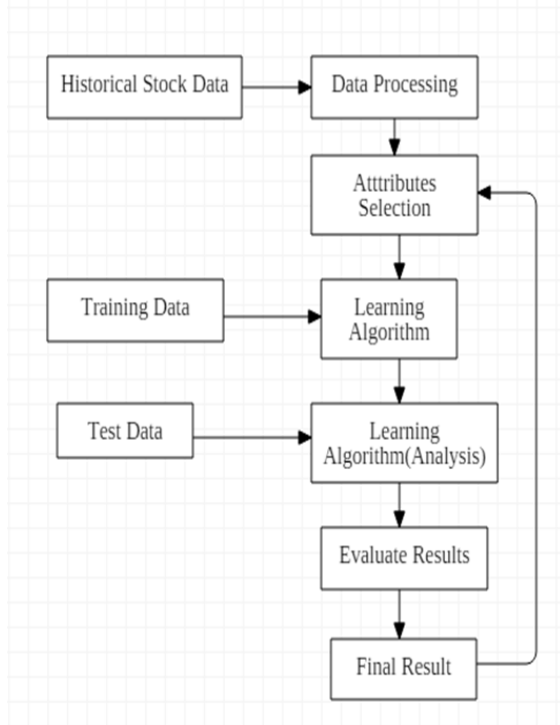 Historical Stock Data
Data Processing
Atttributes
Selection
Training Data
Learning
Algorithm
Test Data
Learning
Algorithm(Analysis)
Evaluate Results
Final Result